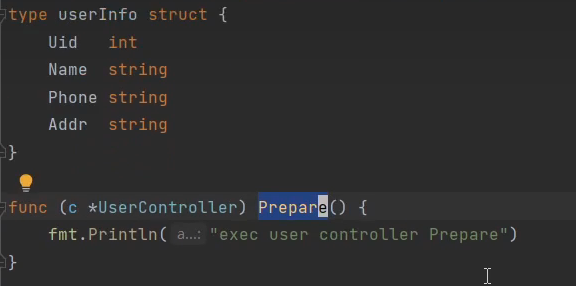 type userInfo struct {
    Uid   int
    Name  string
    Phone string
    Addr  string
}
func (c *UserController) Prepare() {
    fmt.Println( a...: "exec user controller Prepare")
}